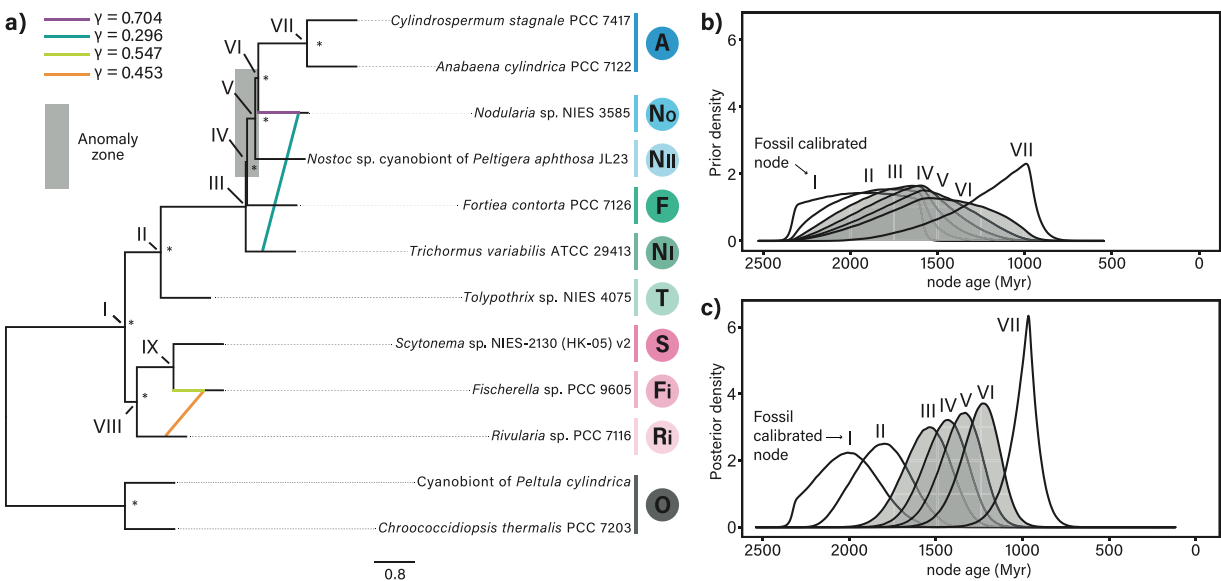 a)
γ = 0.704
γ = 0.296
γ = 0.547
γ = 0.453
Anomaly
zone
I
II
III
IV
V
VI
VII
VIII
IX
*
*
*
*
*
*
*
*
Cylindrospermum stagnale PCC 7417
Anabaena cylindrica PCC 7122
A
Nodularia sp. NIES 3585
No
Nostoc sp. cyanobiont of Peltigera aphthosa JL23
NII
Fortiea contorta PCC 7126
F
Trichormus variabilis ATCC 29413
NI
Tolypothrix sp. NIES 4075
T
Scytonema sp. NIES-2130 (HK-05) v2
S
Fischerella sp. PCC 9605
Fi
Rivularia sp. PCC 7116
Ri
Cyanobiont of Peltula cylindrica
Chroococcidiopsis thermalis PCC 7203
O
0.8
b)
Prior density
6
4
2
0
Fossil calibrated
node
I
II
III
IV
V
VI
VII
2500
2000
1500
1000
500
0
node age (Myr)
c)
Posterior density
6
4
2
0
Fossil
calibrated
node
I
II
III
IV
V
VI
VII
2500
2000
1500
1000
500
0
node age (Myr)